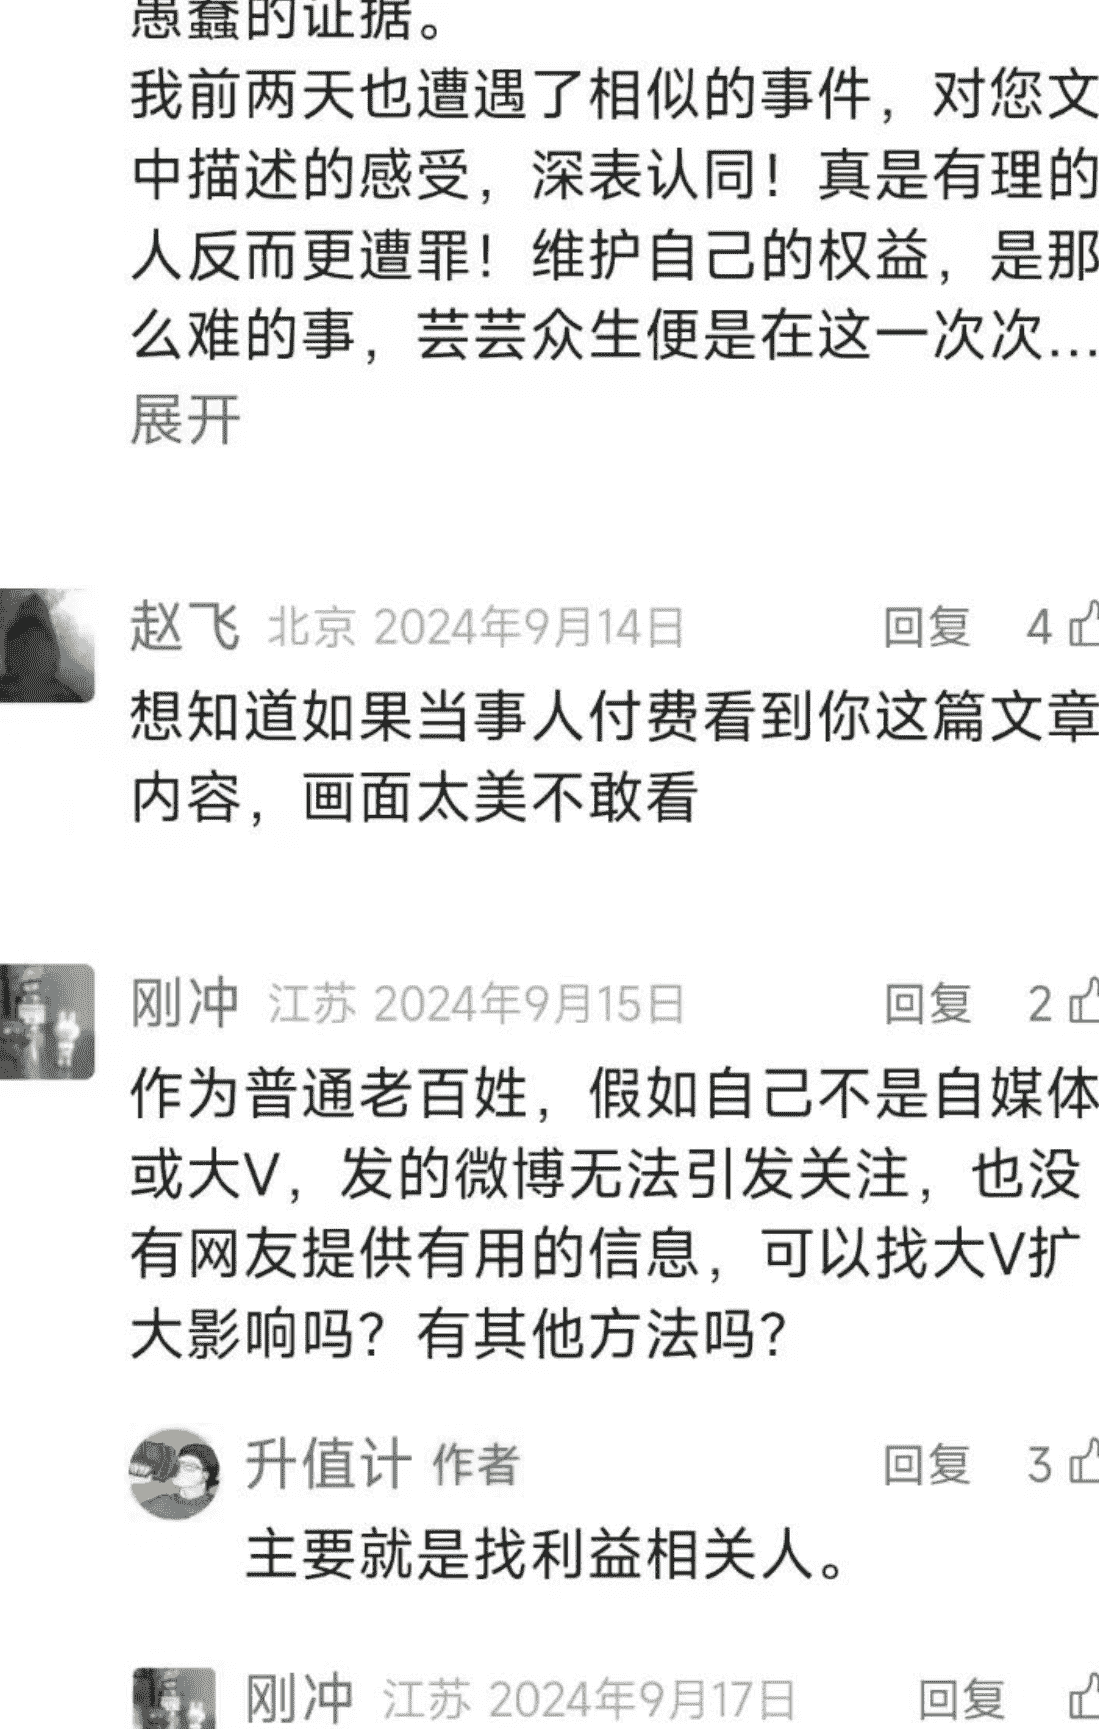 愚蠢的证据。
我前两天也遭遇了相似的事件，对您文
中描述的感受，深表认同！真是有理的
人反而更遭罪！维护自己的权益，是那
么难的事，芸芸众生便是在这一次次...
展开
赵飞 北京 2024年9月14日 回复 4
想知道如果当事人付费看到你这篇文章
内容，画面太美不敢看
刚冲 江苏 2024年9月15日 回复 2
作为普通老百姓，假如自己不是自媒体
或大V，发的微博无法引发关注，也没
有网友提供有用的信息，可以找大V扩
大影响吗？有其他方法吗？
升值计 作者 回复 3
主要就是找利益相关人。
刚冲 江苏 2024年9月17日 回复